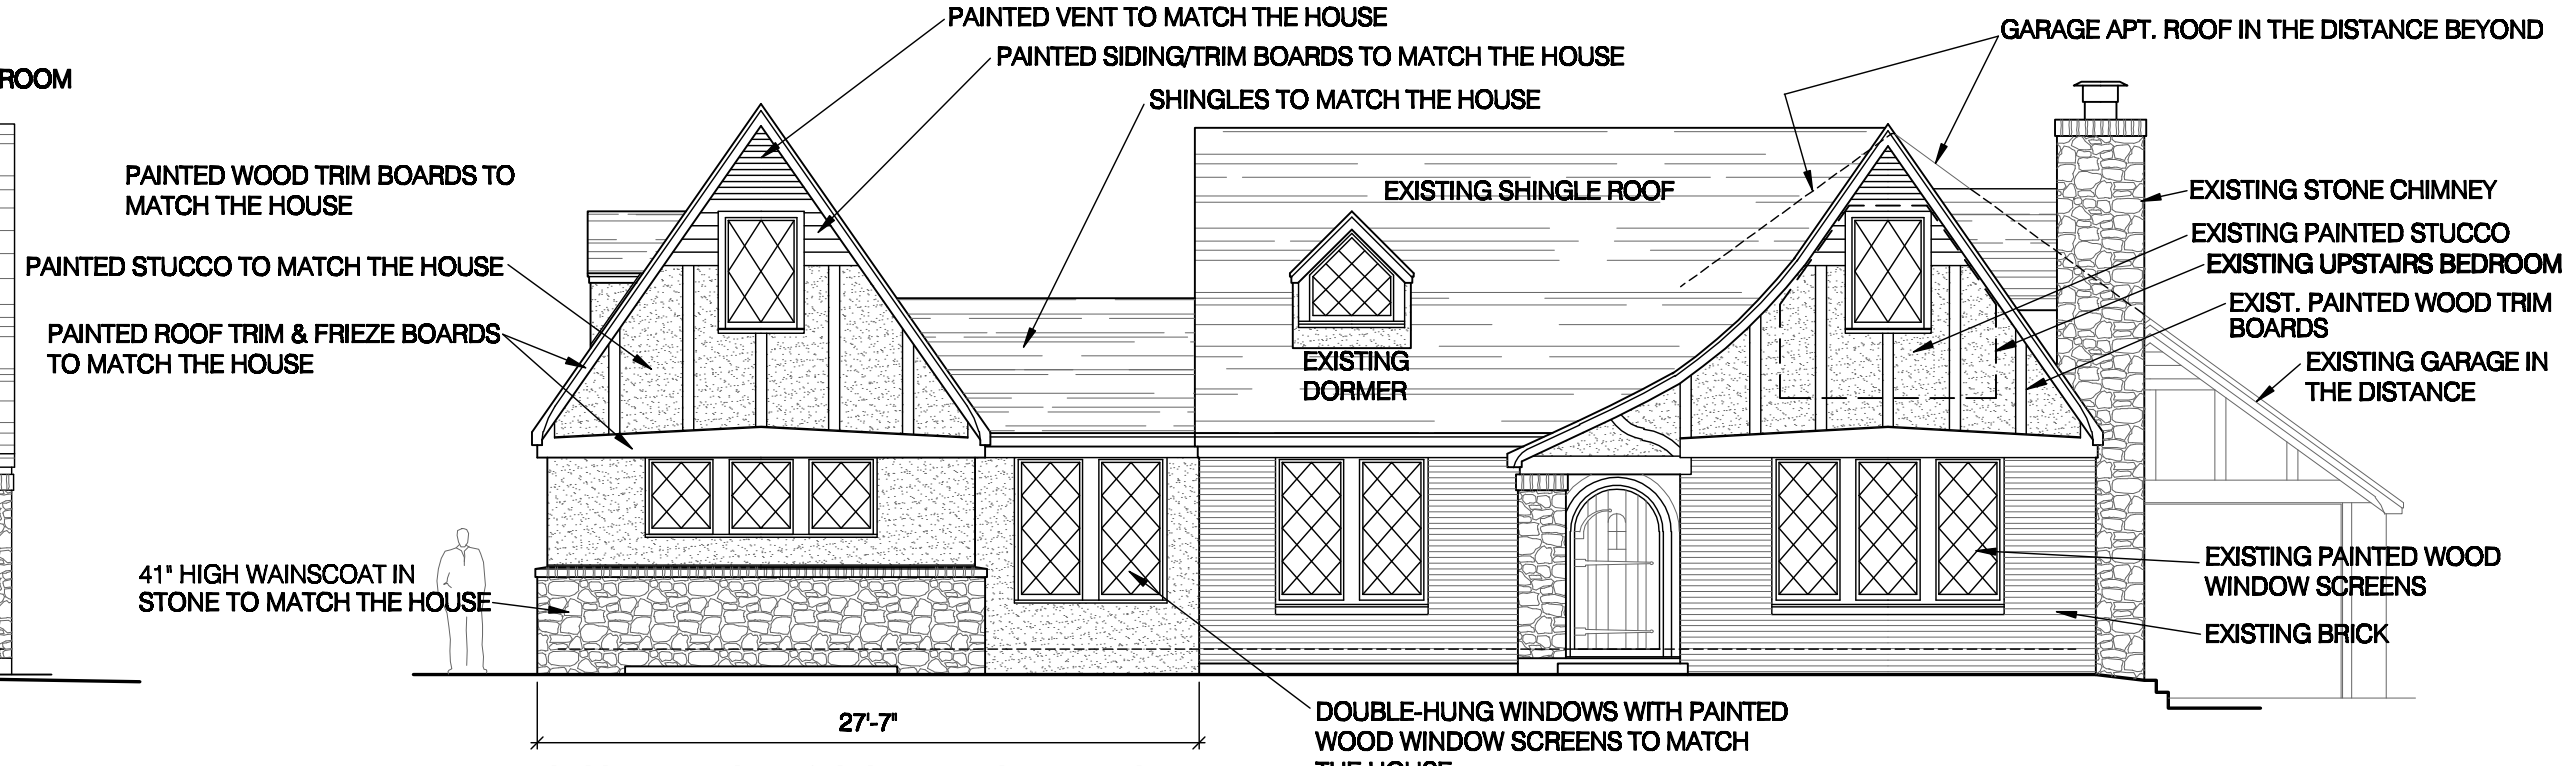 PAINTED VENT TO MATCH THE HOUSE
PAINTED SIDING/TRIM BOARDS TO MATCH THE HOUSE
SHINGLES TO MATCH THE HOUSE
GARAGE APT. ROOF IN THE DISTANCE BEYOND
ROOM
PAINTED WOOD TRIM BOARDS TO
MATCH THE HOUSE
PAINTED STUCCO TO MATCH THE HOUSE
PAINTED ROOF TRIM & FRIEZE BOARDS
TO MATCH THE HOUSE
41" HIGH WAINSCOAT IN
STONE TO MATCH THE HOUSE
EXISTING SHINGLE ROOF
EXISTING
DORMER
EXISTING STONE CHIMNEY
EXISTING PAINTED STUCCO
EXISTING UPSTAIRS BEDROOM
EXIST. PAINTED WOOD TRIM
BOARDS
EXISTING GARAGE IN
THE DISTANCE
EXISTING PAINTED WOOD
WINDOW SCREENS
EXISTING BRICK
27'-7"
DOUBLE-HUNG WINDOWS WITH PAINTED
WOOD WINDOW SCREENS TO MATCH
THE HOUSE